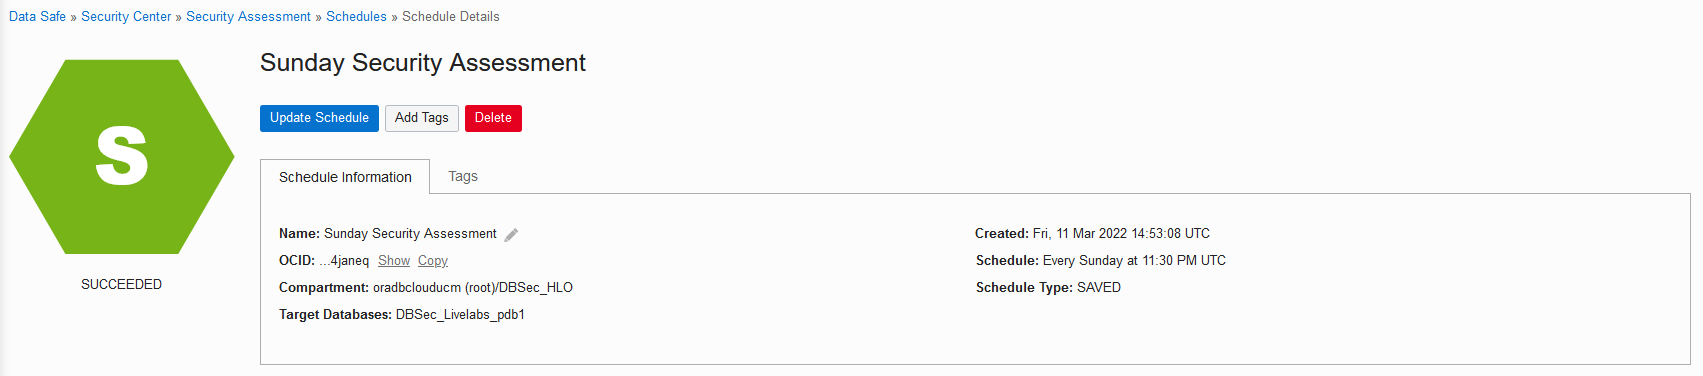 Data Safe » Security Center » Security Assessment » Schedules » Schedule Details
S
SUCCEEDED
Sunday Security Assessment
Update Schedule Add Tags Delete
Schedule Information Tags
Name: Sunday Security Assessment
OCID: ...4janeq Show Copy
Compartment: oradbclouducm (root)/DBSec_HLO
Target Databases: DBSec_Livelabs_pdb1
Created: Fri, 11 Mar 2022 14:53:08 UTC
Schedule: Every Sunday at 11:30 PM UTC
Schedule Type: SAVED